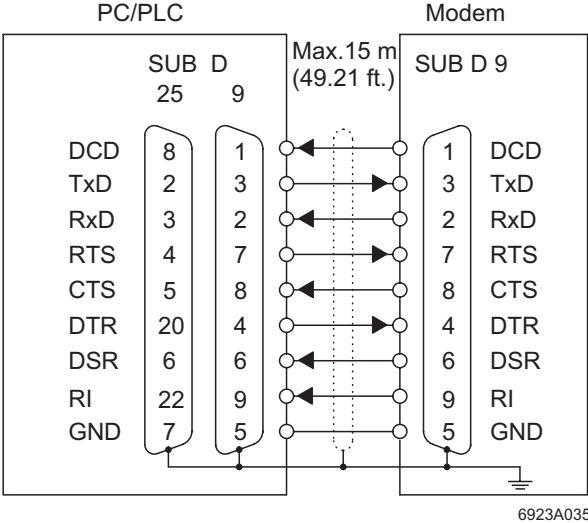 PC/PLC Modem
Max.15 m
SUB D SUB D 9
(49.21 ft.)
25 9
DCD 8 1 1 DCD
TxD 2 3 3 TxD
RxD 3 2 2 RxD
RTS 4 7 7 RTS
CTS 5 8 8 CTS
DTR 20 4 4 DTR
DSR 6 6 6 DSR
RI 22 9 9 RI
GND 7 5 5 GND
6923A035